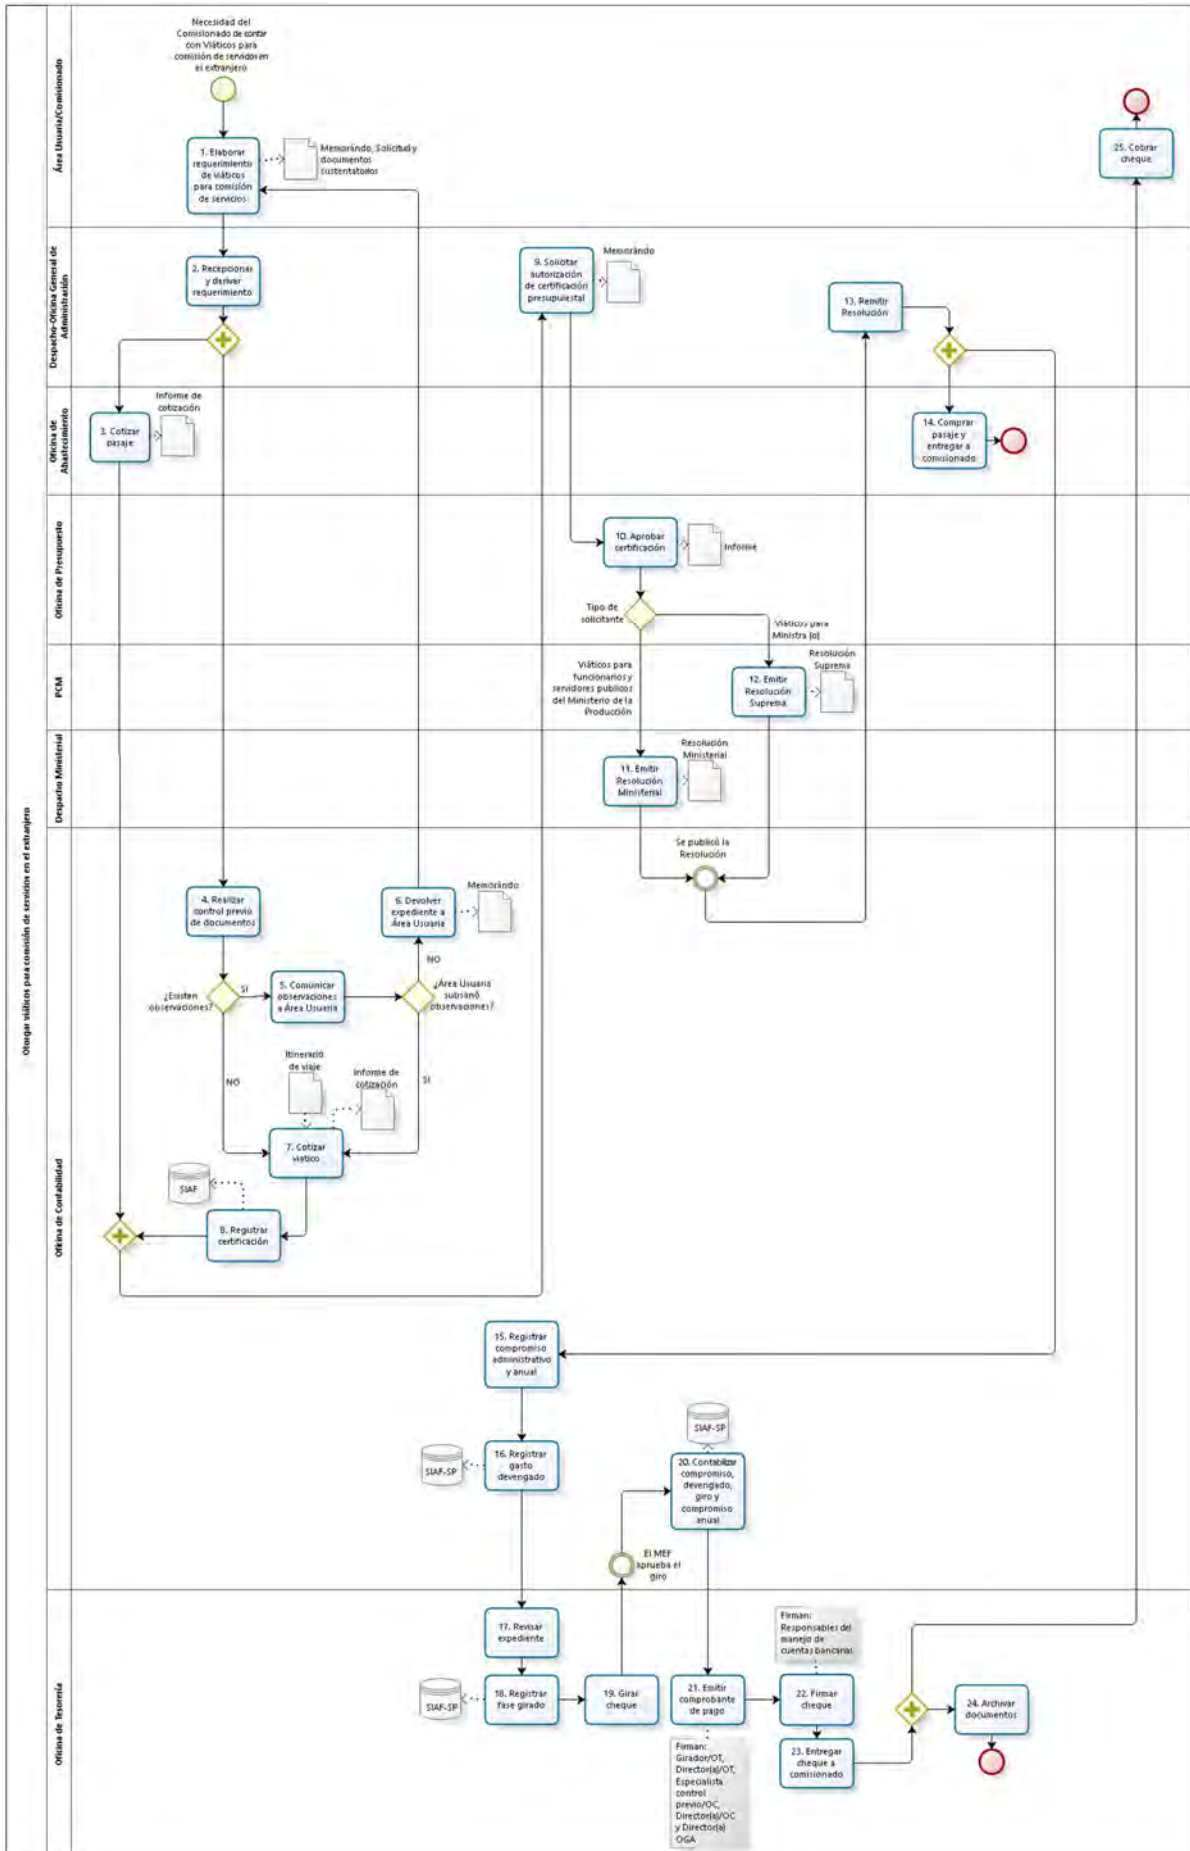 Otorgar viáticos para comisión de servicios en el extranjero
Área Usuaria/Comisionado
Necesidad del
Comisionado de contar
con Viáticos para
comisión de servicios en
el extranjero
1. Elaborar
requerimiento
de viáticos
para comisión
de servicios
Memorándo, Solicitud y
documentos
sustentatorios
25. Cobrar
cheque
Despacho-Oficina General de
Administración
2. Recepcionar
y derivar
requerimiento
9. Solicitar
autorización
de certificación
presupuestal
Memorándo
13. Remitir
Resolución
Oficina de
Abastecimiento
3. Cotizar
pasaje
Informe de
cotización
14. Comprar
pasaje y
entregar a
comisionado
Oficina de Presupuesto
10. Aprobar
certificación
Informe
Tipo de
solicitante
Viáticos para
Ministra (o)
PCM
Viáticos para
funcionarios y
servidores publicos
del Ministerio de la
Producción
12. Emitir
Resolución
Suprema
Resolución
Suprema
Despacho Ministerial
11. Emitir
Resolución
Ministerial
Resolución
Ministerial
Oficina de Contabilidad
Se publicó la
Resolución
4. Realizar
control previo
de documentos
6. Devolver
expediente a
Área Usuaria
Memorándo
¿Existen
observaciones?
SI
5. Comunicar
observaciones
a Área Usuaria
NO
¿Área Usuaria
subsanó
observaciones?
NO
SI
Itinerario
de viaje
Informe de
cotización
7. Cotizar
viatico
SIAF
8. Registrar
certificación
15. Registrar
compromiso
administrativo
y anual
16. Registrar
gasto
devengado
SIAF-SP
SIAF-SP
20. Contabilizar
compromiso,
devengado,
giro y
compromiso
anual
El MEF
aprueba el
giro
Oficina de Tesorería
17. Revisar
expediente
18. Registrar
fase girado
SIAF-SP
19. Girar
cheque
21. Emitir
comprobante
de pago
Firman:
Girador/OT,
Director(a)/OT,
Especialista
control
previo/OC,
Director(a)/OC
y Director(a)
OGA
Firman:
Responsables del
manejo de
cuentas bancarias
22. Firmar
cheque
23. Entregar
cheque a
comisionado
24. Archivar
documentos